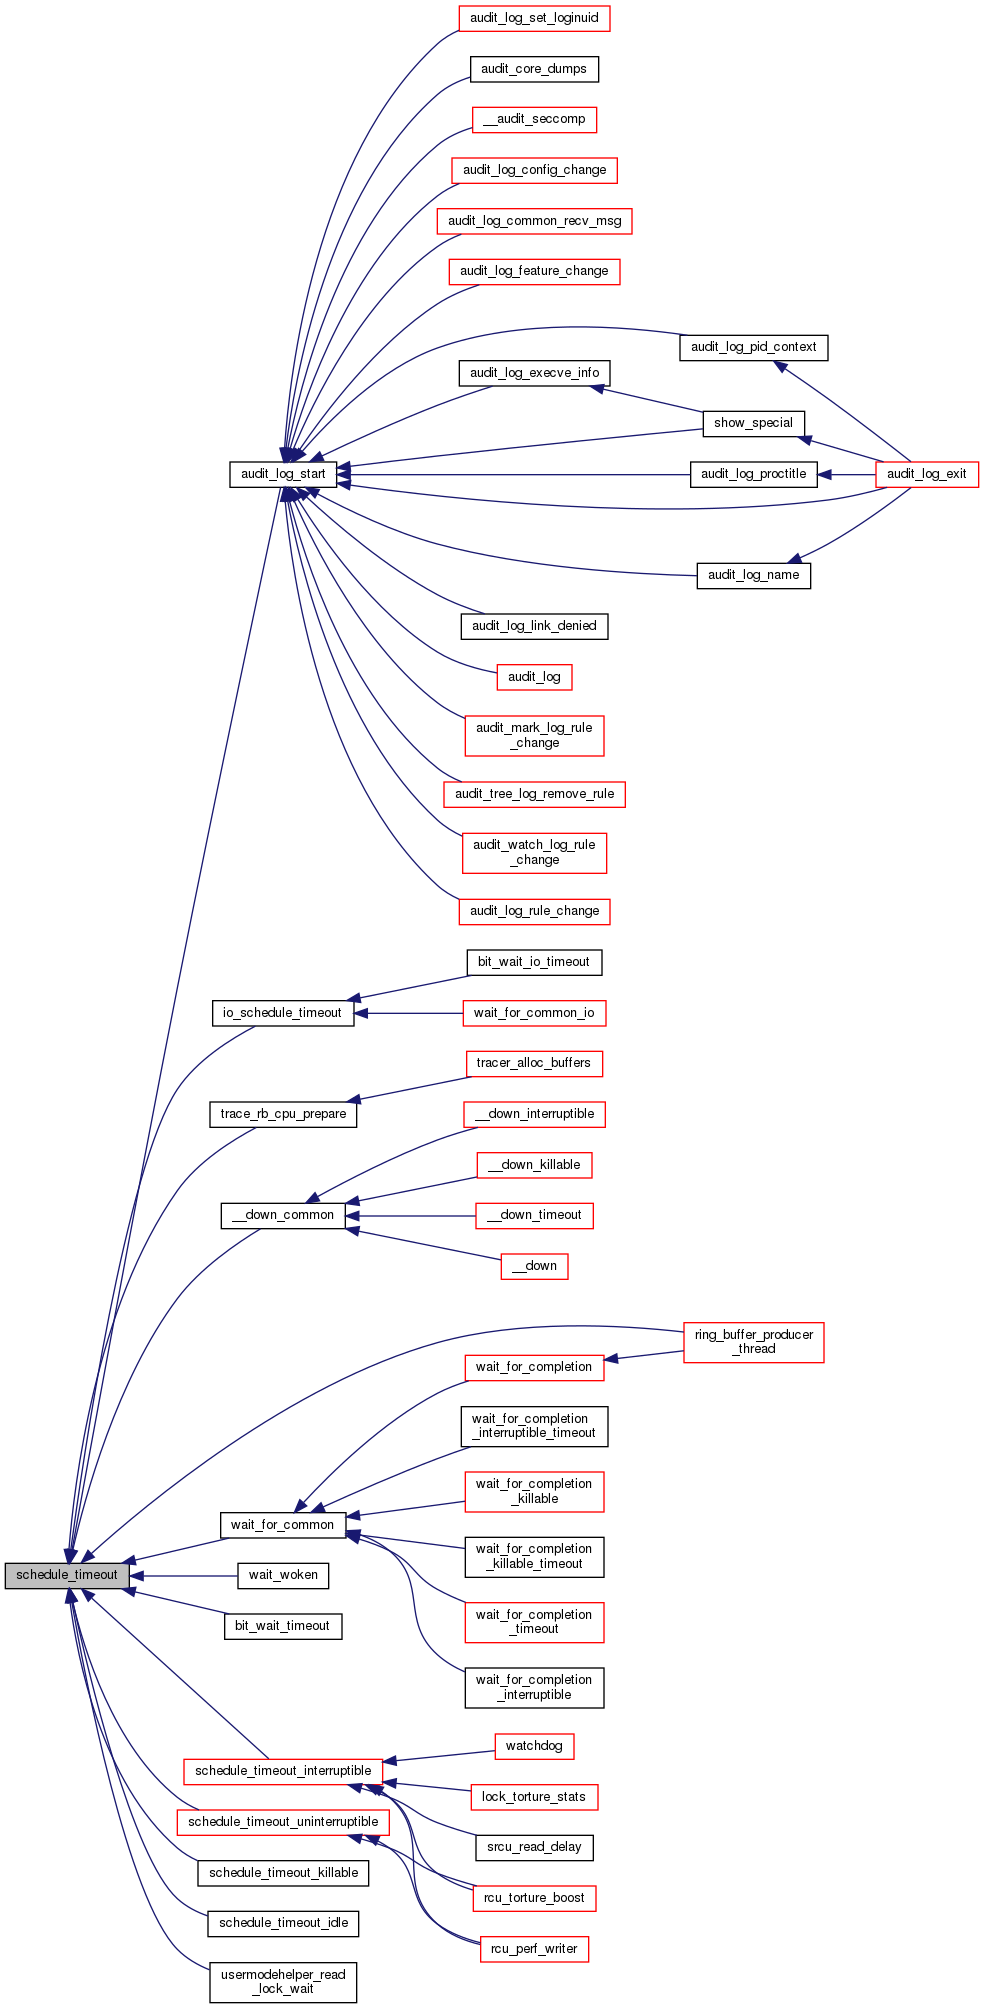 audit_log_set_loginuid
audit_core_dumps
__audit_seccomp
audit_log_config_change
audit_log_common_recv_msg
audit_log_feature_change
audit_log_pid_context
audit_log_execve_info
show_special
audit_log_start
audit_log_proctitle
audit_log_exit
audit_log_name
audit_log_link_denied
audit_log
audit_mark_log_rule
_change
audit_tree_log_remove_rule
audit_watch_log_rule
_change
audit_log_rule_change
bit_wait_io_timeout
io_schedule_timeout
wait_for_common_io
tracer_alloc_buffers
trace_rb_cpu_prepare
__down_interruptible
__down_killable
__down_common
__down_timeout
__down
ring_buffer_producer
_thread
wait_for_completion
wait_for_completion
_interruptible_timeout
wait_for_completion
_killable
wait_for_common
wait_for_completion
_killable_timeout
schedule_timeout
wait_woken
bit_wait_timeout
wait_for_completion
_timeout
wait_for_completion
_interruptible
watchdog
schedule_timeout_interruptible
lock_torture_stats
schedule_timeout_uninterruptible
srcu_read_delay
schedule_timeout_killable
rcu_torture_boost
schedule_timeout_idle
rcu_perf_writer
usermodehelper_read
_lock_wait